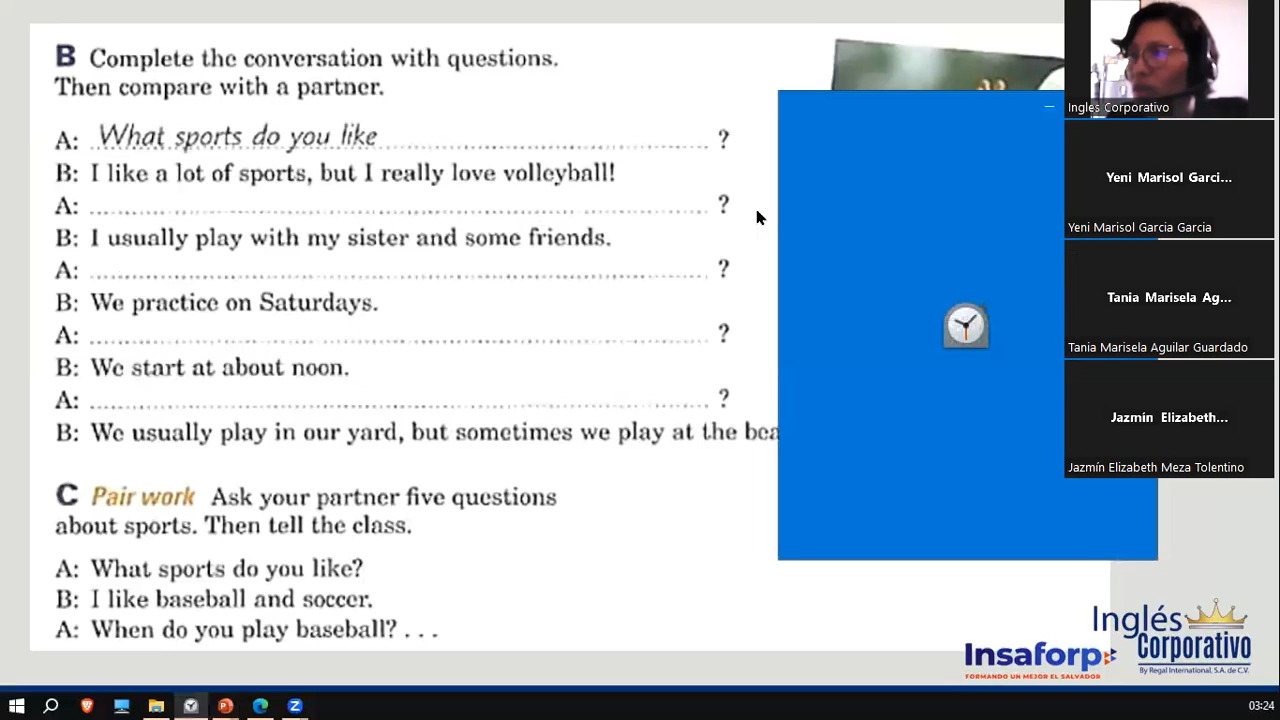 B Complete the conversation with questions.
Then compare with a partner.
A: What sports do you like ?
B: I like a lot of sports, but I really love volleyball!
A: ?
B: I usually play with my sister and some friends.
A: ?
B: We practice on Saturdays.
A: ?
B: We start at about noon.
A: ?
B: We usually play in our yard, but sometimes we play at the
C Pair work Ask your partner five questions
about sports. Then tell the class.
A: What sports do you like?
B: I like baseball and soccer.
A: When do you play baseball? . . .
Ingles Corporativo
Yeni Marisol Garci...
Yeni Marisol Garcia Garcia
Tania Marisela Ag...
Tania Marisela Aguilar Guardado
Jazmín Elizabeth...
Jazmín Elizabeth Meza Tolentino
Insaforp
FORMANDO UN MEJOR EL SALVADOR
Inglés
Corporativo
By Regal International, S.A. de C.V.
03:24